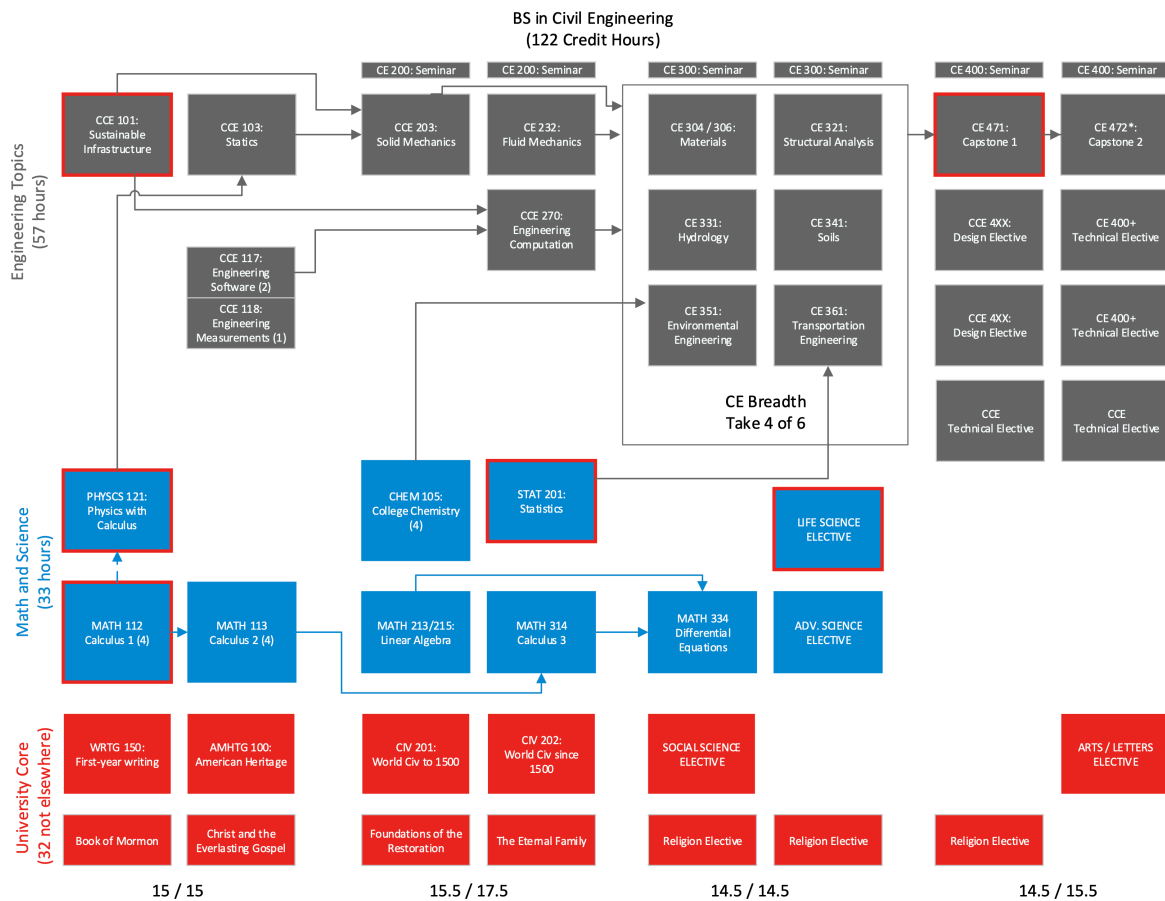 BS in Civil Engineering
(122 Credit Hours)
CE 200: Seminar
CE 200: Seminar
CE 300: Seminar
CE 300: Seminar
CE 400: Seminar
CE 400: Seminar
Engineering Topics
(57 hours)
CCE 101:
Sustainable
Infrastructure
CCE 103:
Statics
CCE 203:
Solid Mechanics
CE 232:
Fluid Mechanics
CE 304 / 306:
Materials
CE 321:
Structural Analysis
CE 471:
Capstone 1
CE 472*:
Capstone 2
CCE 270:
Engineering
Computation
CE 331:
Hydrology
CE 341:
Soils
CCE 4XX:
Design Elective
CE 400+
Technical Elective
CCE 117:
Engineering
Software (2)
CCE 118:
Engineering
Measurements (1)
CE 351:
Environmental
Engineering
CE 361:
Transportation
Engineering
CCE 4XX:
Design Elective
CE 400+
Technical Elective
CE Breadth
Take 4 of 6
CCE
Technical Elective
CCE
Technical Elective
Math and Science
(33 hours)
PHYSCS 121:
Physics with
Calculus
CHEM 105:
College Chemistry
(4)
STAT 201:
Statistics
LIFE SCIENCE
ELECTIVE
MATH 112
Calculus 1 (4)
MATH 113
Calculus 2 (4)
MATH 213/215:
Linear Algebra
MATH 314
Calculus 3
MATH 334
Differential
Equations
ADV. SCIENCE
ELECTIVE
University Core
(32 not elsewhere)
WRTG 150:
First-year writing
AMHTG 100:
American Heritage
CIV 201:
World Civ to 1500
CIV 202:
World Civ since
1500
SOCIAL SCIENCE
ELECTIVE
ARTS / LETTERS
ELECTIVE
Book of Mormon
Christ and the
Everlasting Gospel
Foundations of the
Restoration
The Eternal Family
Religion Elective
Religion Elective
Religion Elective
15 / 15
15.5 / 17.5
14.5 / 14.5
14.5 / 15.5